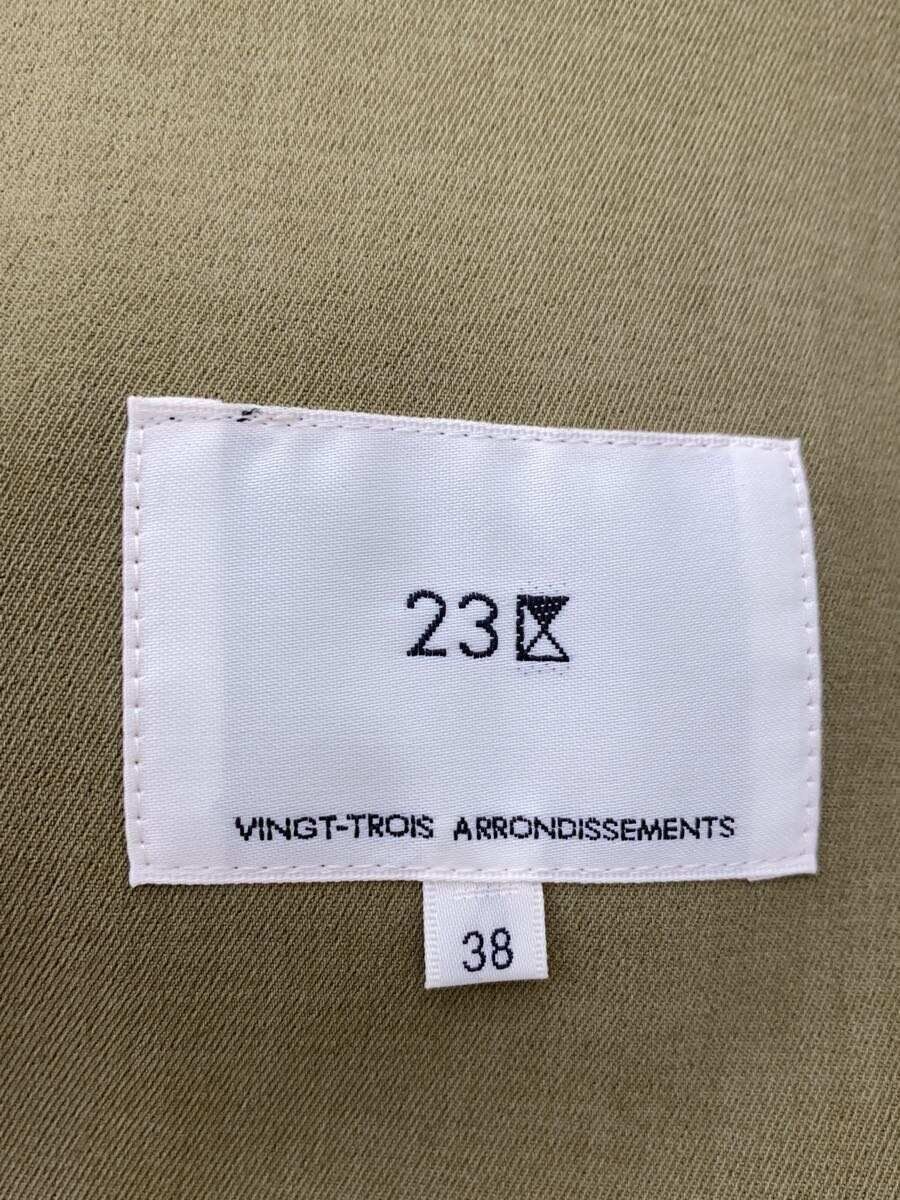 23区
VINGT-TROIS ARRONDISSEMENTS
38